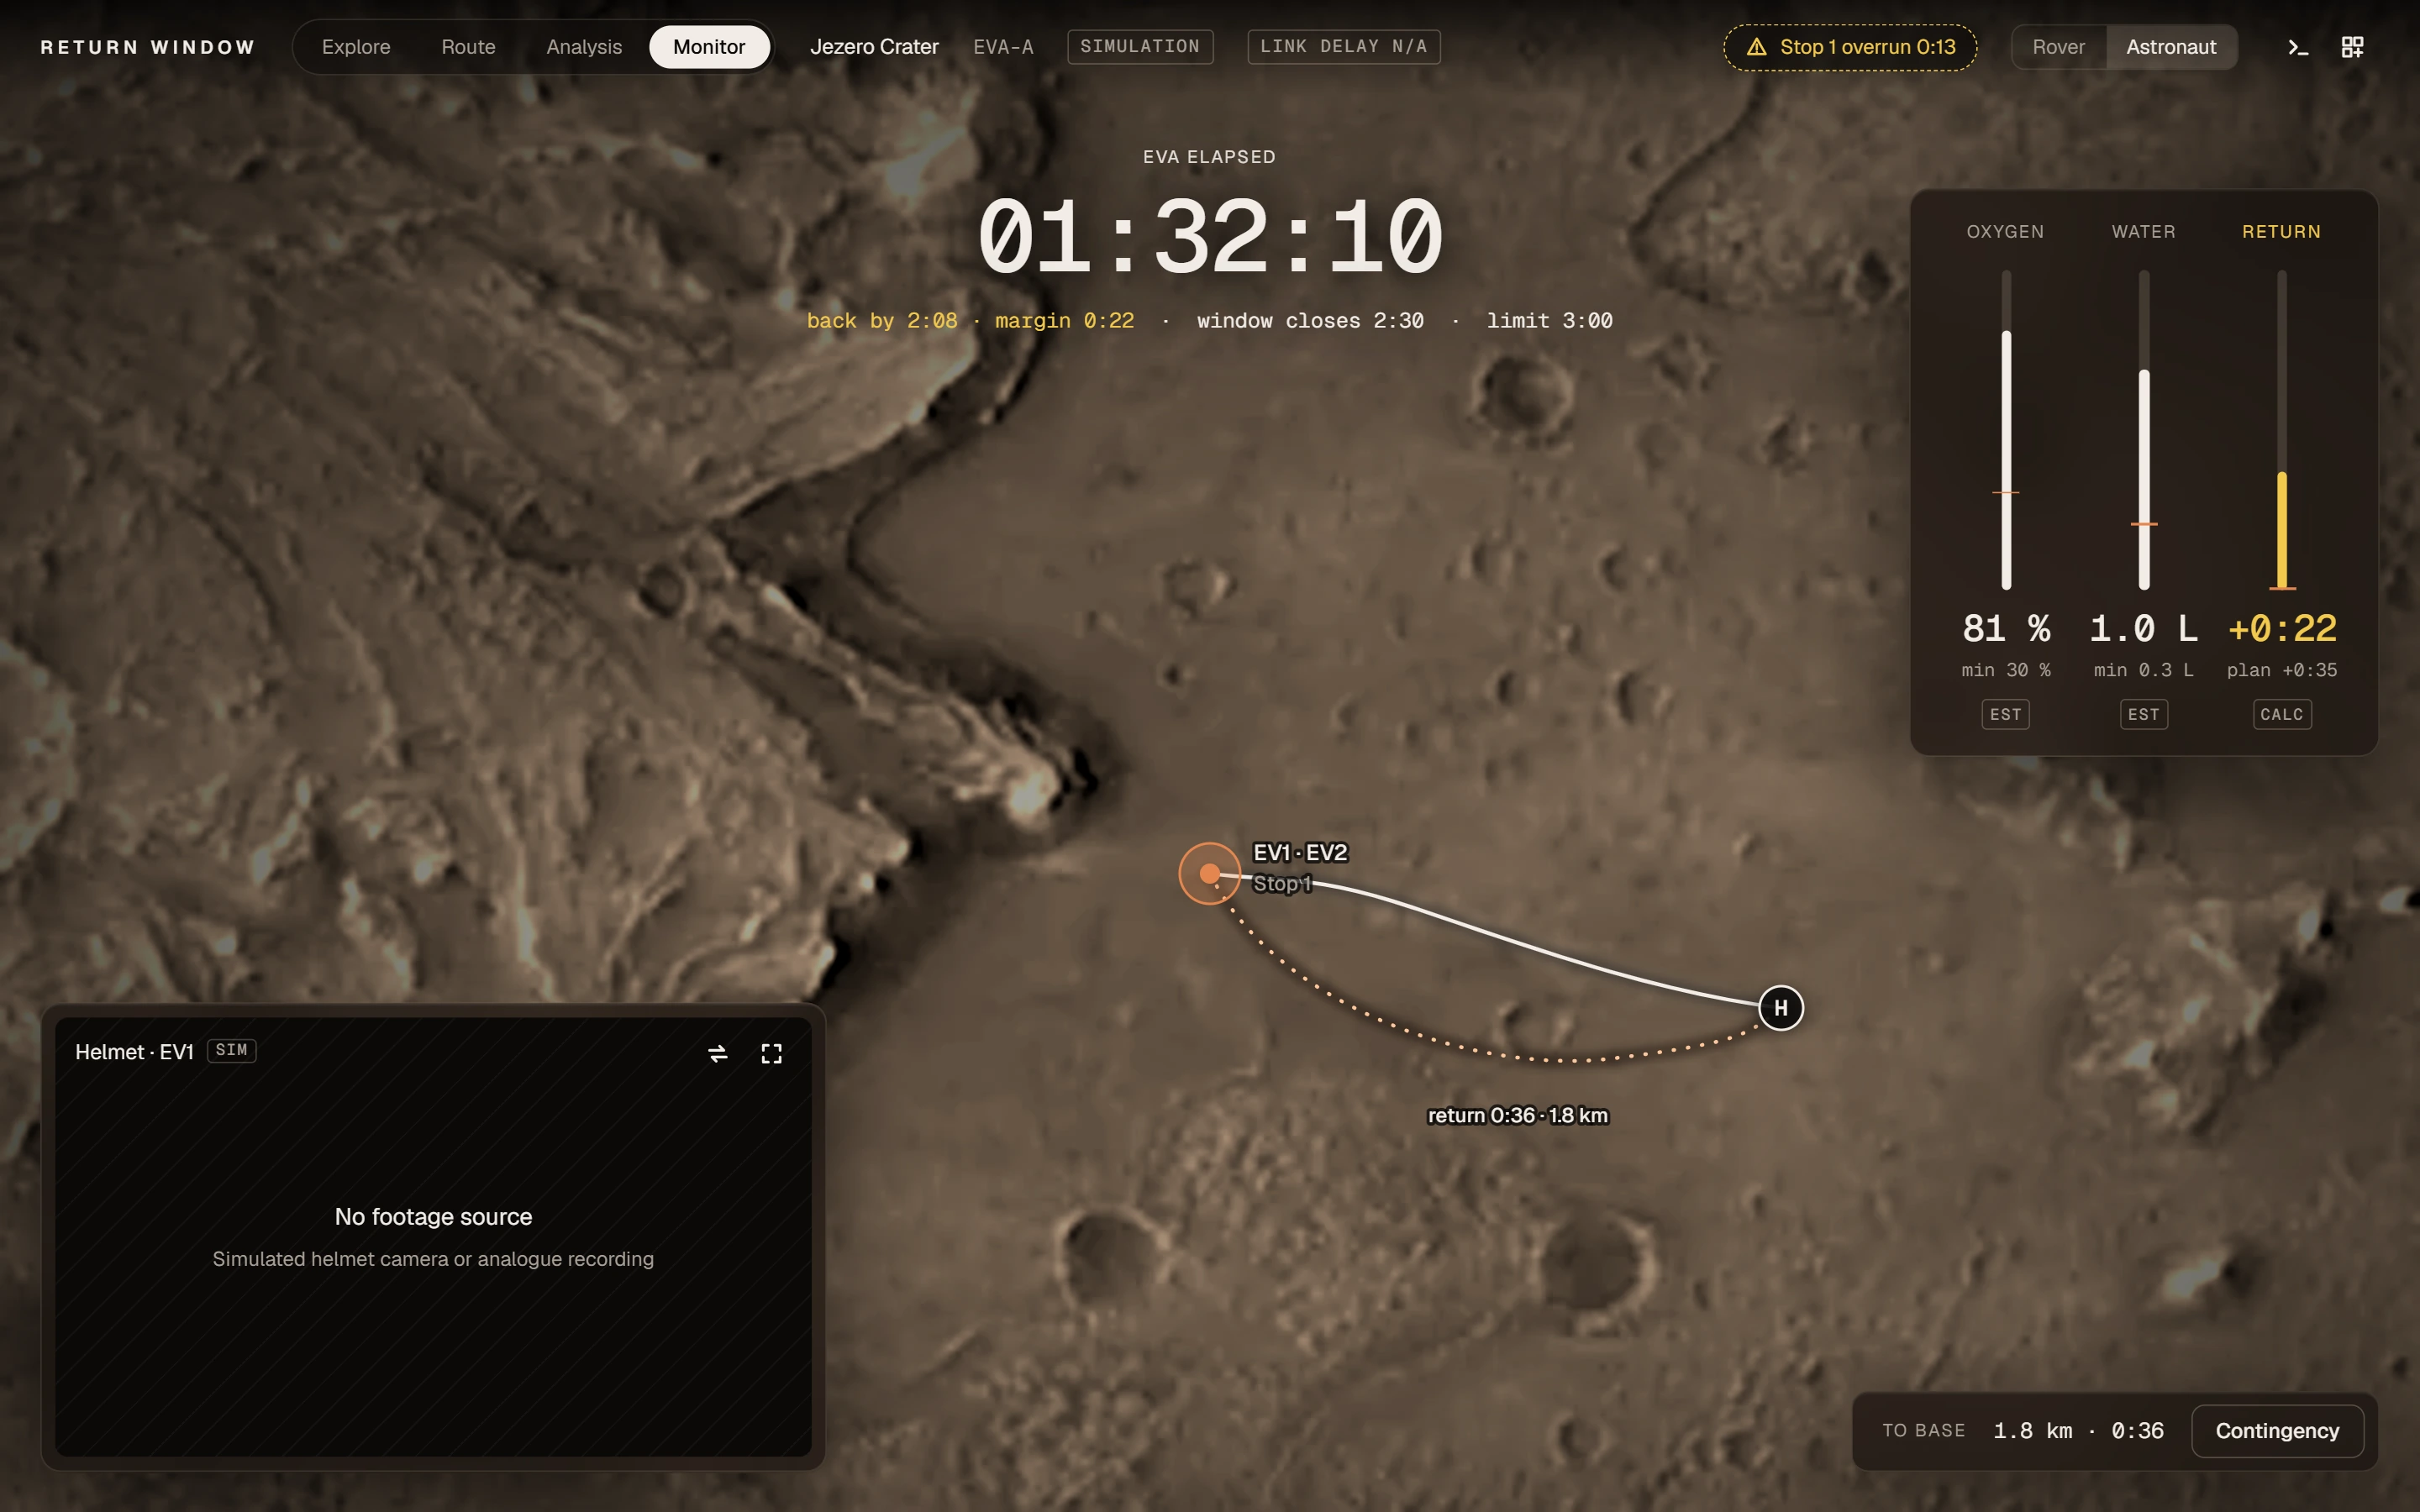 RETURN WINDOW
Explore
Route
Analysis
Monitor
Jezero Crater
EVA-A
SIMULATION
LINK DELAY N/A
Stop 1 overrun 0:13
Rover
Astronaut
EVA ELAPSED
01:32:10
back by 2:08 · margin 0:22 · window closes 2:30 · limit 3:00
OXYGEN WATER RETURN
81 % 1.0 L +0:22
min 30 % min 0.3 L plan +0:35
EST EST CALC
EV1 · EV2
Stop 1
H
return 0:36 · 1.8 km
Helmet · EV1 SIM
No footage source
Simulated helmet camera or analogue recording
TO BASE 1.8 km · 0:36 Contingency